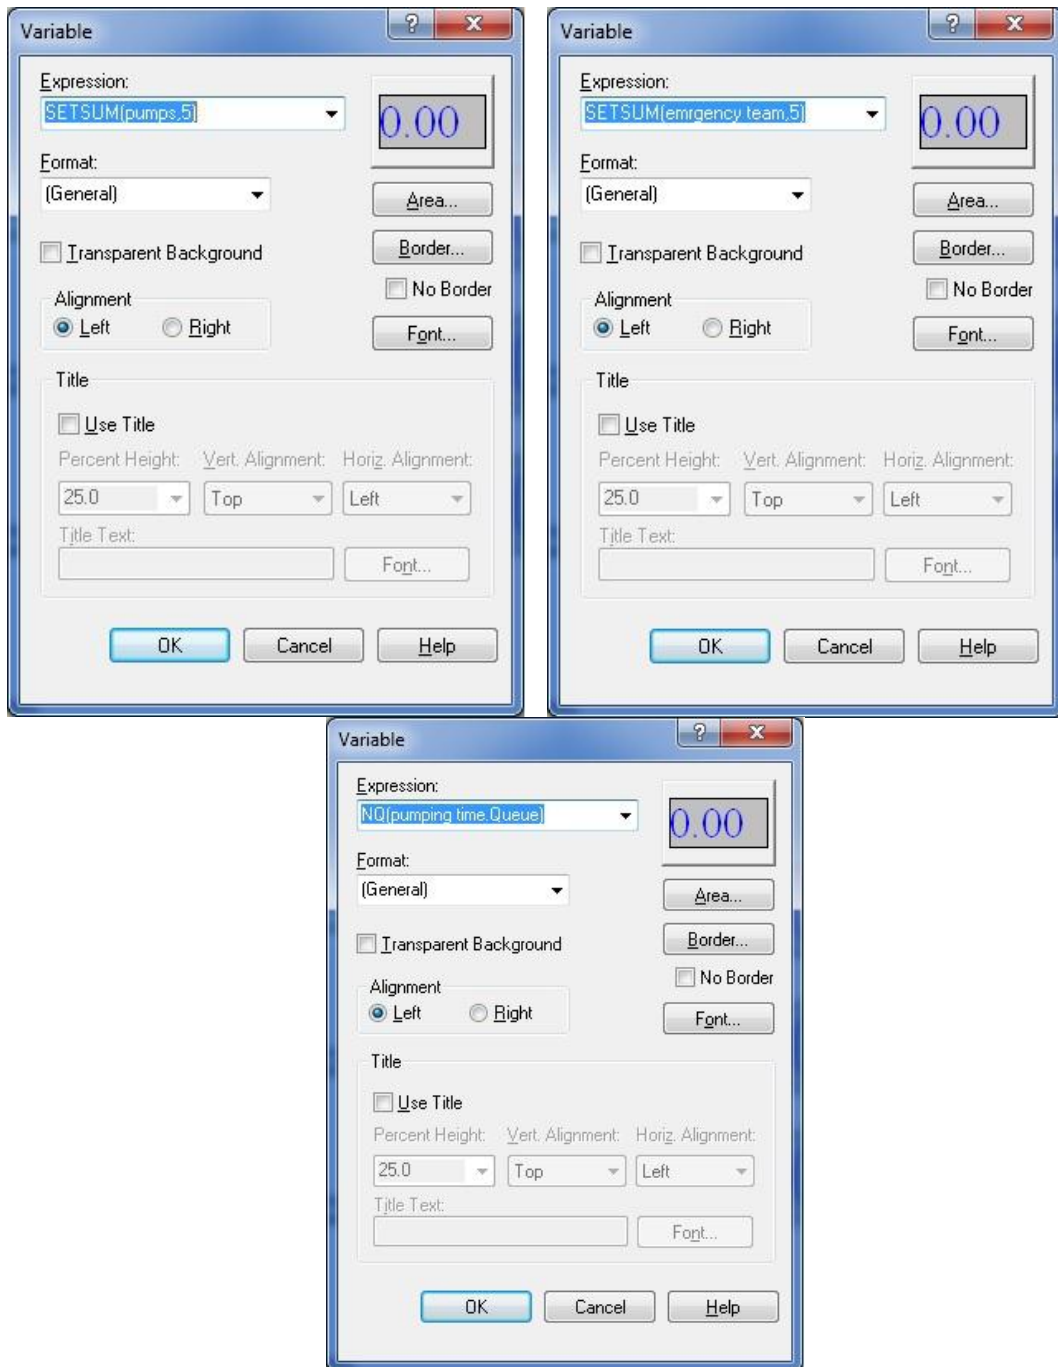 Variable
?
X
Expression:
SETSUM(pumps,5)
0.00
Format:
(General)
Area...
Transparent Background
Border...
No Border
Alignment
Left
Right
Font...
Title
Use Title
Percent Height:
Vert. Alignment:
Horiz. Alignment:
25.0
Top
Left
Title Text:
Font...
OK
Cancel
Help
Variable
?
X
Expression:
SETSUM(emrgency team,5)
0.00
Format:
(General)
Area...
Transparent Background
Border...
No Border
Alignment
Left
Right
Font...
Title
Use Title
Percent Height:
Vert. Alignment:
Horiz. Alignment:
25.0
Top
Left
Title Text:
Font...
OK
Cancel
Help
Variable
?
X
Expression:
NQ(pumping time.Queue)
0.00
Format:
(General)
Area...
Transparent Background
Border...
No Border
Alignment
Left
Right
Font...
Title
Use Title
Percent Height:
Vert. Alignment:
Horiz. Alignment:
25.0
Top
Left
Title Text:
Font...
OK
Cancel
Help